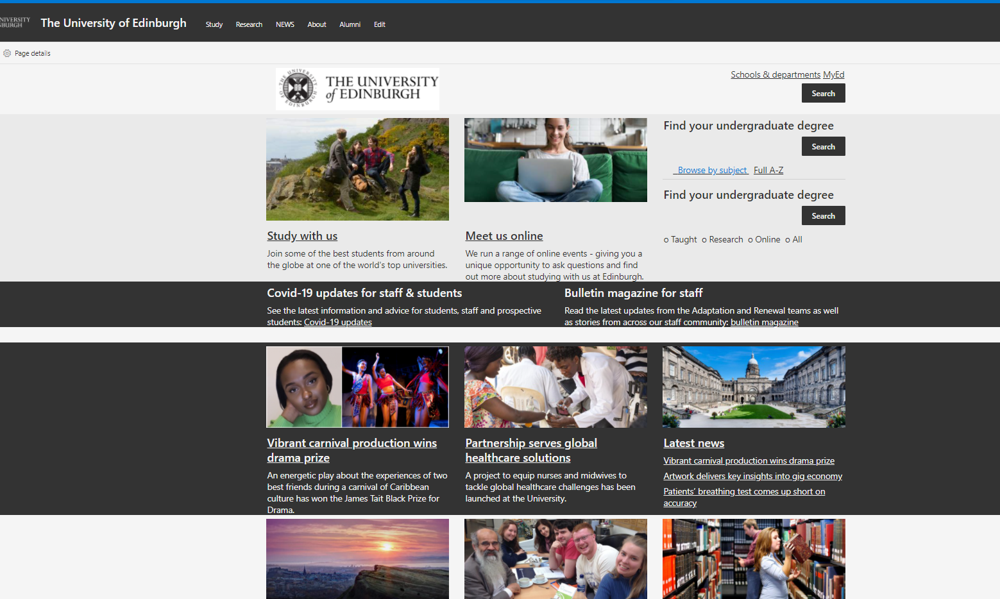 NIVERSITY
NBURGH
The University of Edinburgh
Study
Research
NEWS
About
Alumni
Edit
Page details
THE UNIVERSITY
of EDINBURGH
Schools & departments MyEd
Search
Study with us
Join some of the best students from around
the globe at one of the world's top universities.
Meet us online
We run a range of online events - giving you a
unique opportunity to ask questions and find
out more about studying with us at Edinburgh.
Find your undergraduate degree
Search
Browse by subject Full A-Z
Find your undergraduate degree
Search
o Taught o Research o Online o All
Covid-19 updates for staff & students
See the latest information and advice for students, staff and prospective
students: Covid-19 updates
Bulletin magazine for staff
Read the latest updates from the Adaptation and Renewal teams as well
as stories from across our staff community: bulletin magazine
Vibrant carnival production wins
drama prize
An energetic play about the experiences of two
best friends during a carnival of Caribbean
culture has won the James Tait Black Prize for
Drama.
Partnership serves global
healthcare solutions
A project to equip nurses and midwives to
tackle global healthcare challenges has been
launched at the University.
Latest news
Vibrant carnival production wins drama prize
Artwork delivers key insights into gig economy
Patients’ breathing test comes up short on
accuracy